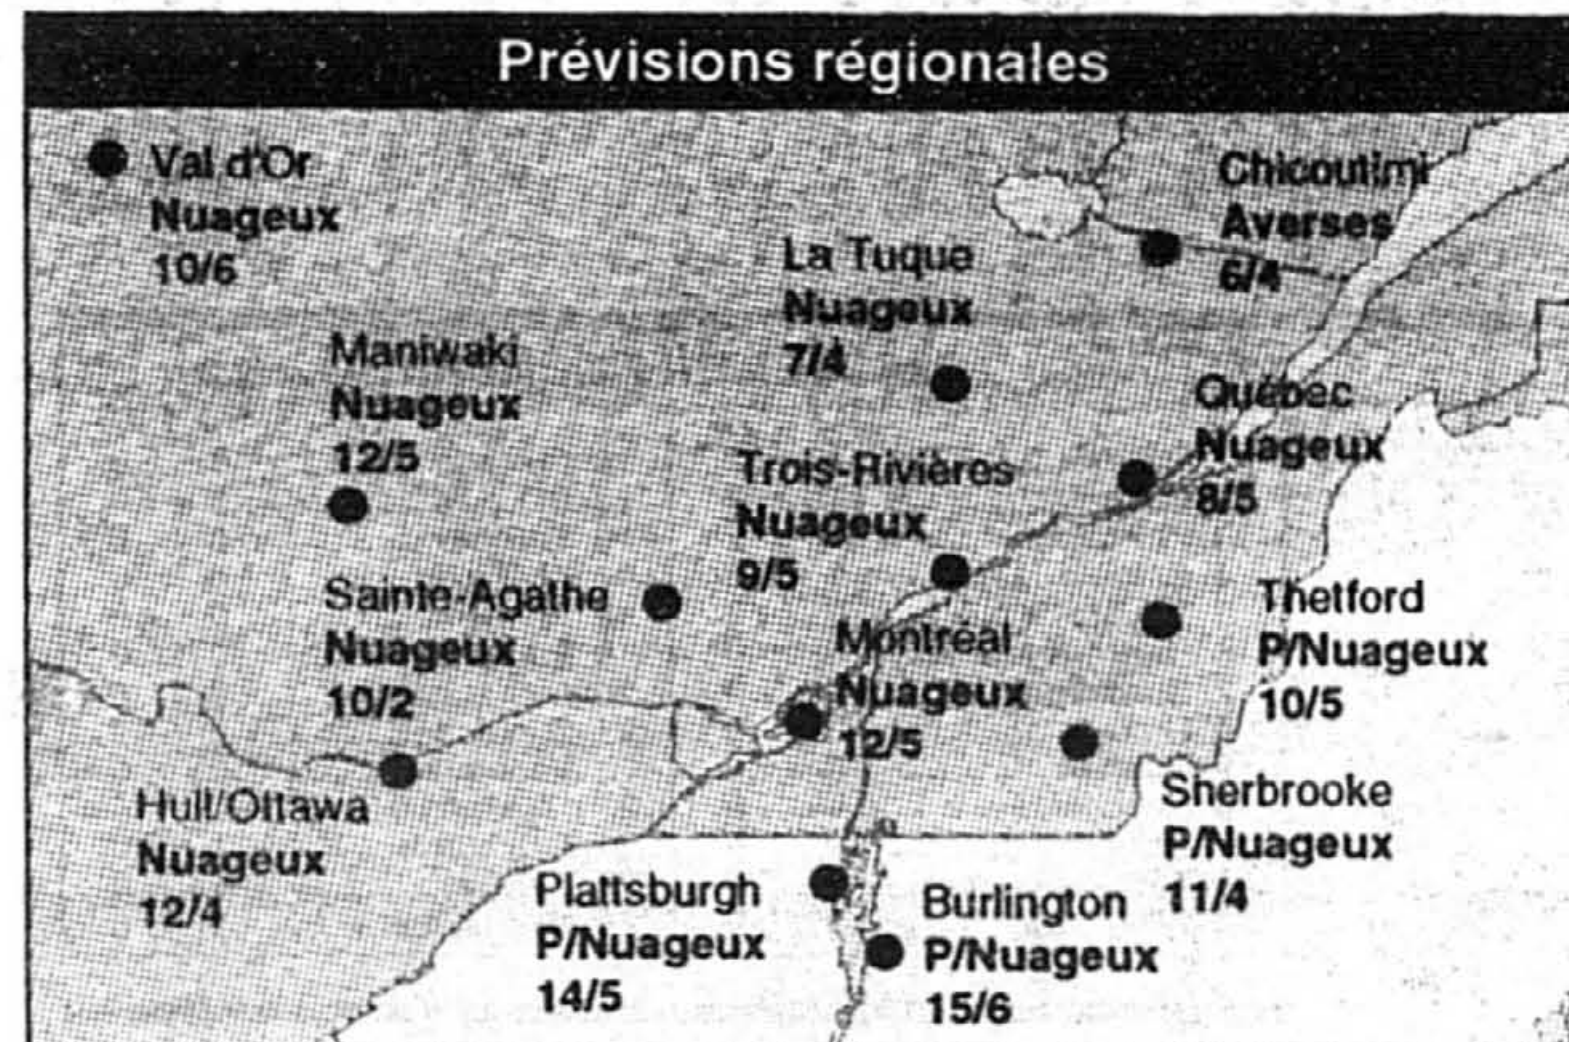 Prévisions régionales
Val d'Or
Nuageux
10/6
Chicoutimi
Averses
6/4
La Tuque
Nuageux
7/4
Maniwaki
Nuageux
12/5
Québec
Nuageux
8/5
Trois-Rivières
Nuageux
9/5
Sainte-Agathe
Nuageux
10/2
Thetford
P/Nuageux
10/5
Montréal
Nuageux
12/5
Hull/Ottawa
Nuageux
12/4
Sherbrooke
P/Nuageux
11/4
Plattsburgh
P/Nuageux
14/5
Burlington
P/Nuageux
15/6